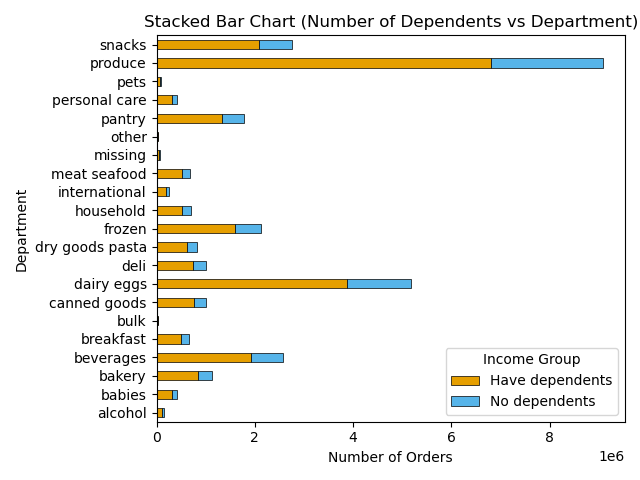 Stacked Bar Chart (Number of Dependents vs Department)
snacks
produce
pets
personal care
pantry
other
missing
meat seafood
international
household
frozen
dry goods pasta
deli
dairy eggs
canned goods
bulk
breakfast
beverages
bakery
babies
alcohol
Department
Income Group
Have dependents
No dependents
0 2 4 6 8
1e6
Number of Orders